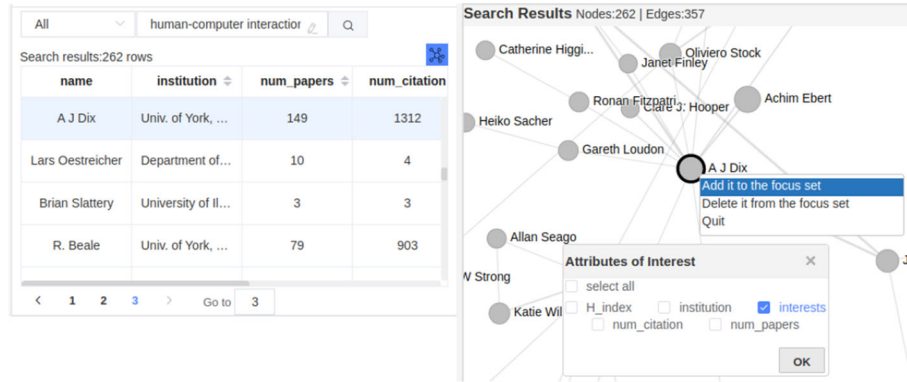 All
human-computer interaction
Search results:262 rows
name institution num_papers num_citation
A J Dix Univ. of York, ... 149 1312
Lars Oestreicher Department of... 10 4
Brian Slattery University of Il... 3 3
R. Beale Univ. of York, ... 79 903
< 1 2 3 > Go to 3
Search Results Nodes:262 | Edges:357
Catherine Higgi...
Oliviero Stock
Janet Finley
Ronan Fitzpatri...
Clare J. Hooper
Achim Ebert
Heiko Sacher
Gareth Loudon
A J Dix
Add it to the focus set
Delete it from the focus set
Quit
Allan Seago
J
W Strong
Katie Wil
Attributes of Interest ×
select all
H_index institution interests
num_citation num_papers
OK